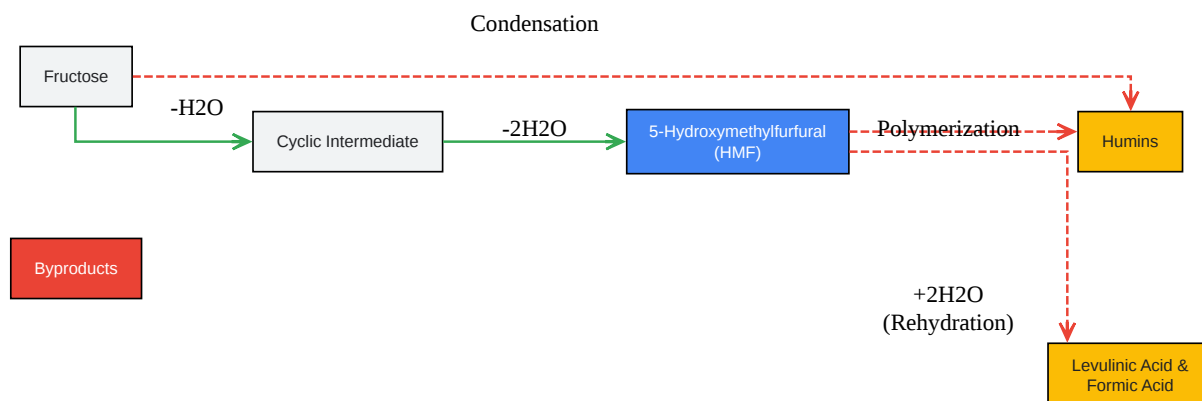 Condensation
Fructose
-H2O
Cyclic Intermediate
-2H2O
5-Hydroxymethylfurfural
(HMF)
Polymerization
Humins
Byproducts
+2H2O
(Rehydration)
Levulinic Acid &
Formic Acid